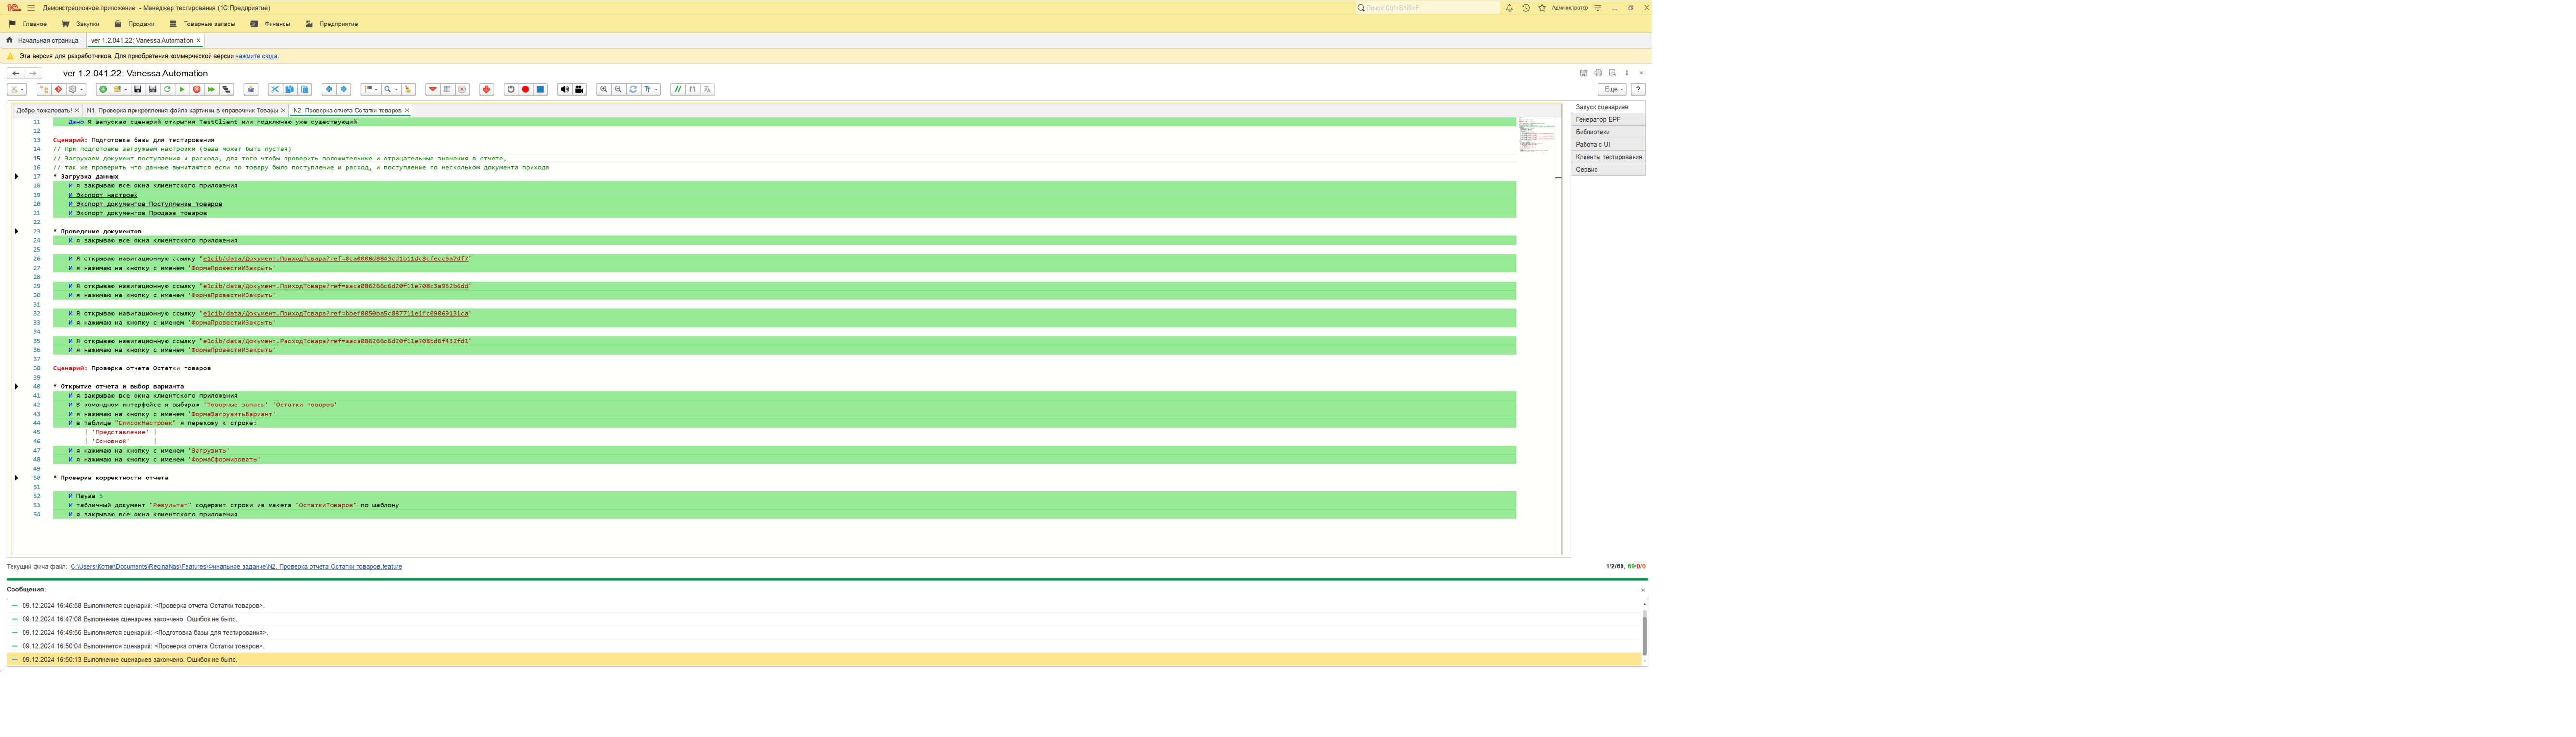 Демонстрационное приложение - Менеджер тестирования (1С:Предприятие)
Поиск Ctrl+Shift+F
Администратор
Главное Закупки Продажи Товарные запасы Финансы Предприятие
Начальная страница ver 1.2.041.22: Vanessa Automation ×
Эта версия для разработчиков. Для приобретения коммерческой версии нажмите сюда.
ver 1.2.041.22: Vanessa Automation
Еще ?
Добро пожаловать! × N1. Проверка прикрепления файла картинки в справочник Товары × N2. Проверка отчета Остатки товаров ×
Запуск сценариев
Генератор EPF
Библиотеки
Работа с UI
Клиенты тестирования
Сервис
11 Дано Я запускаю сценарий открытия TestClient или подключаю уже существующий
12
13 Сценарий: Подготовка базы для тестирования
14 // При подготовке загружаем настройки (база может быть пустая)
15 // Загружаем документ поступления и расхода, для того чтобы проверить положительные и отрицательные значения в отчете,
16 // так же проверить что данные вычитаются если по товару было поступление и расход, и поступление по нескольком документа прихода
17 * Загрузка данных
18 И я закрываю все окна клиентского приложения
19 И Экспорт настроек
20 И Экспорт документов Поступление товаров
21 И Экспорт документов Продажа товаров
22
23 * Проведение документов
24 И я закрываю все окна клиентского приложения
25
26 И Я открываю навигационную ссылку "e1cib/data/Документ.ПриходТовара?ref=8ca0000d8843cd1b11dc8cfecc6a7df7"
27 И я нажимаю на кнопку с именем 'ФормаПровестиИЗакрыть'
28
29 И Я открываю навигационную ссылку "e1cib/data/Документ.ПриходТовара?ref=aaca086266c6d20f11e708c3a952b6dd"
30 И я нажимаю на кнопку с именем 'ФормаПровестиИЗакрыть'
31
32 И Я открываю навигационную ссылку "e1cib/data/Документ.ПриходТовара?ref=bbef0050ba5c887711e1fc09069131ca"
33 И я нажимаю на кнопку с именем 'ФормаПровестиИЗакрыть'
34
35 И Я открываю навигационную ссылку "e1cib/data/Документ.РасходТовара?ref=aaca086266c6d20f11e708bd6f432fd1"
36 И я нажимаю на кнопку с именем 'ФормаПровестиИЗакрыть'
37
38 Сценарий: Проверка отчета Остатки товаров
39
40 * Открытие отчета и выбор варианта
41 И я закрываю все окна клиентского приложения
42 И В командном интерфейсе я выбираю 'Товарные запасы' 'Остатки товаров'
43 И я нажимаю на кнопку с именем 'ФормаЗагрузитьВариант'
44 И в таблице "СписокНастроек" я перехожу к строке:
45 | 'Представление' |
46 | 'Основной' |
47 И я нажимаю на кнопку с именем 'Загрузить'
48 И я нажимаю на кнопку с именем 'ФормаСформировать'
49
50 * Проверка корректности отчета
51
52 И Пауза 5
53 И табличный документ "Результат" содержит строки из макета "ОстаткиТоваров" по шаблону
54 И я закрываю все окна клиентского приложения
Текущий фича файл: C:\Users\Котик\Documents\ReginaNas\Features\Финальное задание\N2. Проверка отчета Остатки товаров.feature
1/2/69, 69/0/0
Сообщения:
09.12.2024 16:46:58 Выполняется сценарий: <Проверка отчета Остатки товаров>.
09.12.2024 16:47:08 Выполнение сценариев закончено. Ошибок не было.
09.12.2024 16:49:56 Выполняется сценарий: <Подготовка базы для тестирования>.
09.12.2024 16:50:04 Выполняется сценарий: <Проверка отчета Остатки товаров>.
09.12.2024 16:50:13 Выполнение сценариев закончено. Ошибок не было.